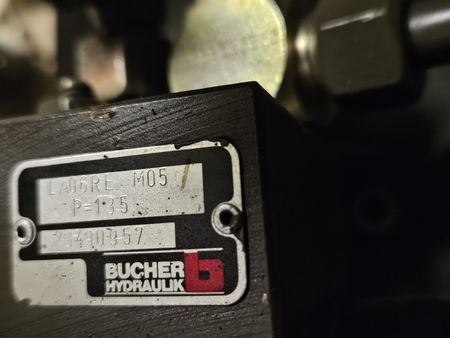 LA06RE M05
P=135
BUCHER
HYDRAULIK